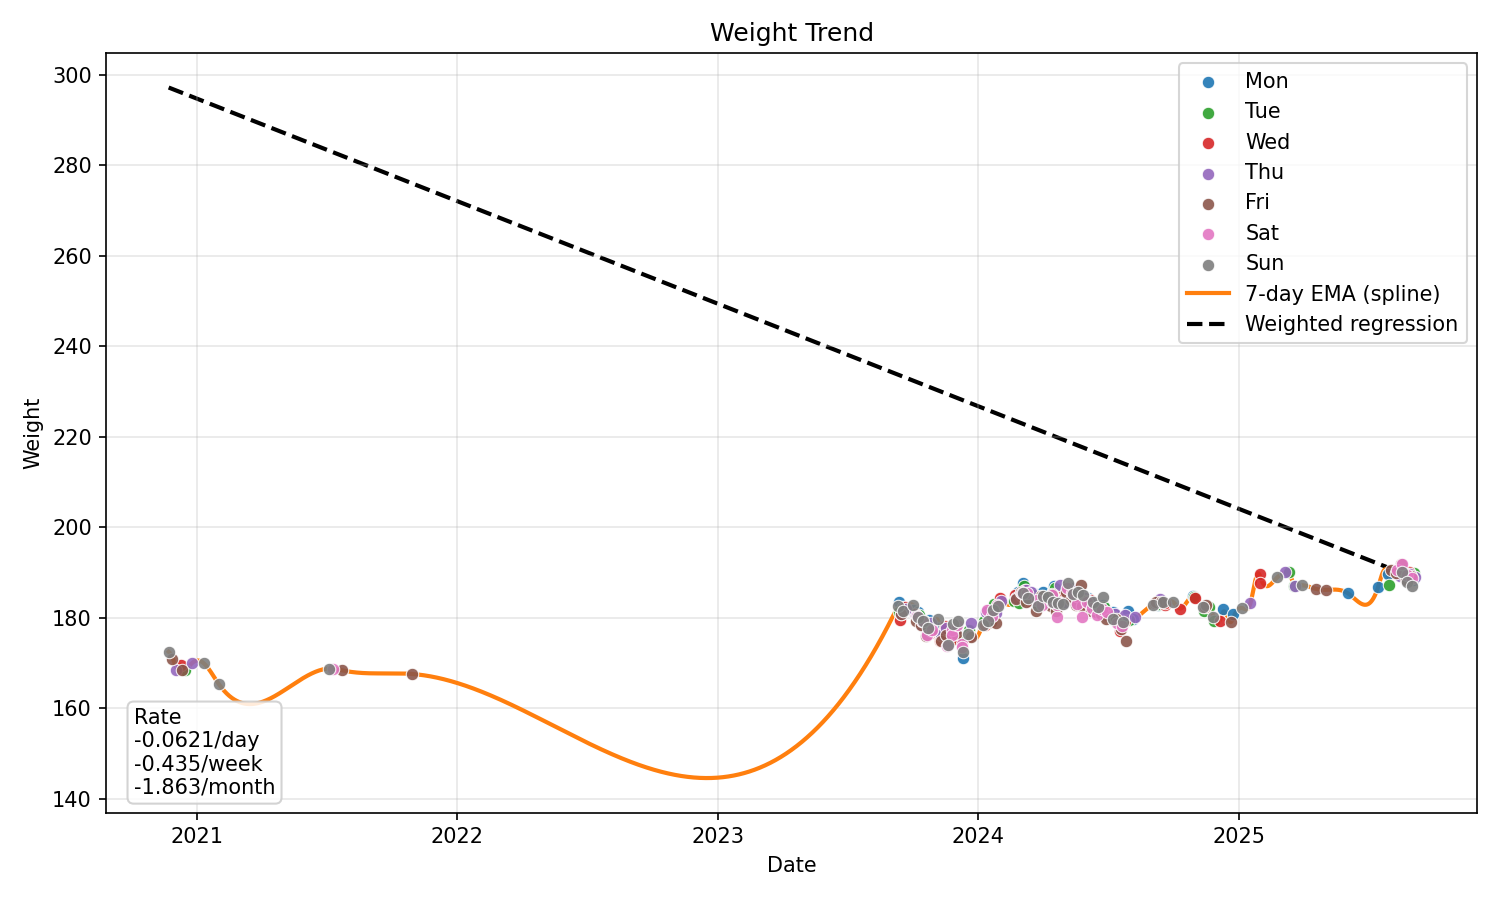 Weight Trend
300
280
260
240
220
200
180
160
140
Weight
Mon
Tue
Wed
Thu
Fri
Sat
Sun
7-day EMA (spline)
Weighted regression
Rate
-0.0621/day
-0.435/week
-1.863/month
2021
2022
2023
2024
2025
Date